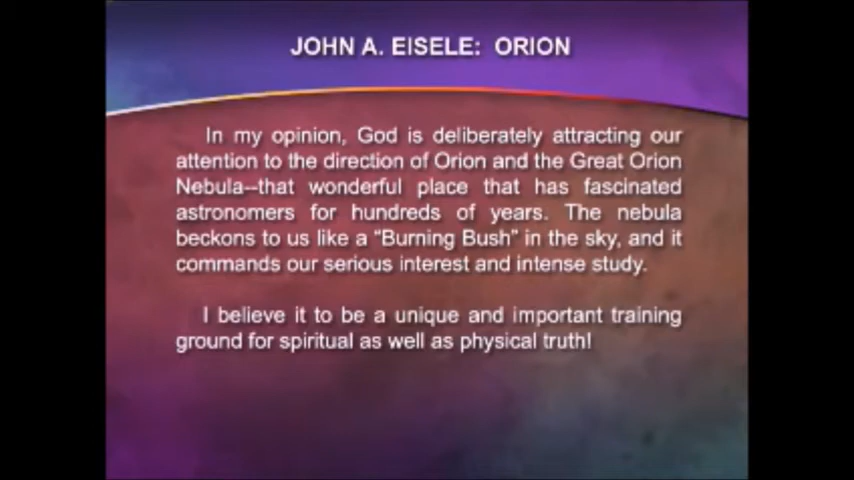 JOHN A. EISELE: ORION
In my opinion, God is deliberately attracting our
attention to the direction of Orion and the Great Orion
Nebula--that wonderful place that has fascinated
astronomers for hundreds of years. The nebula
beckons to us like a "Burning Bush" in the sky, and it
commands our serious interest and intense study.
I believe it to be a unique and important training
ground for spiritual as well as physical truth!